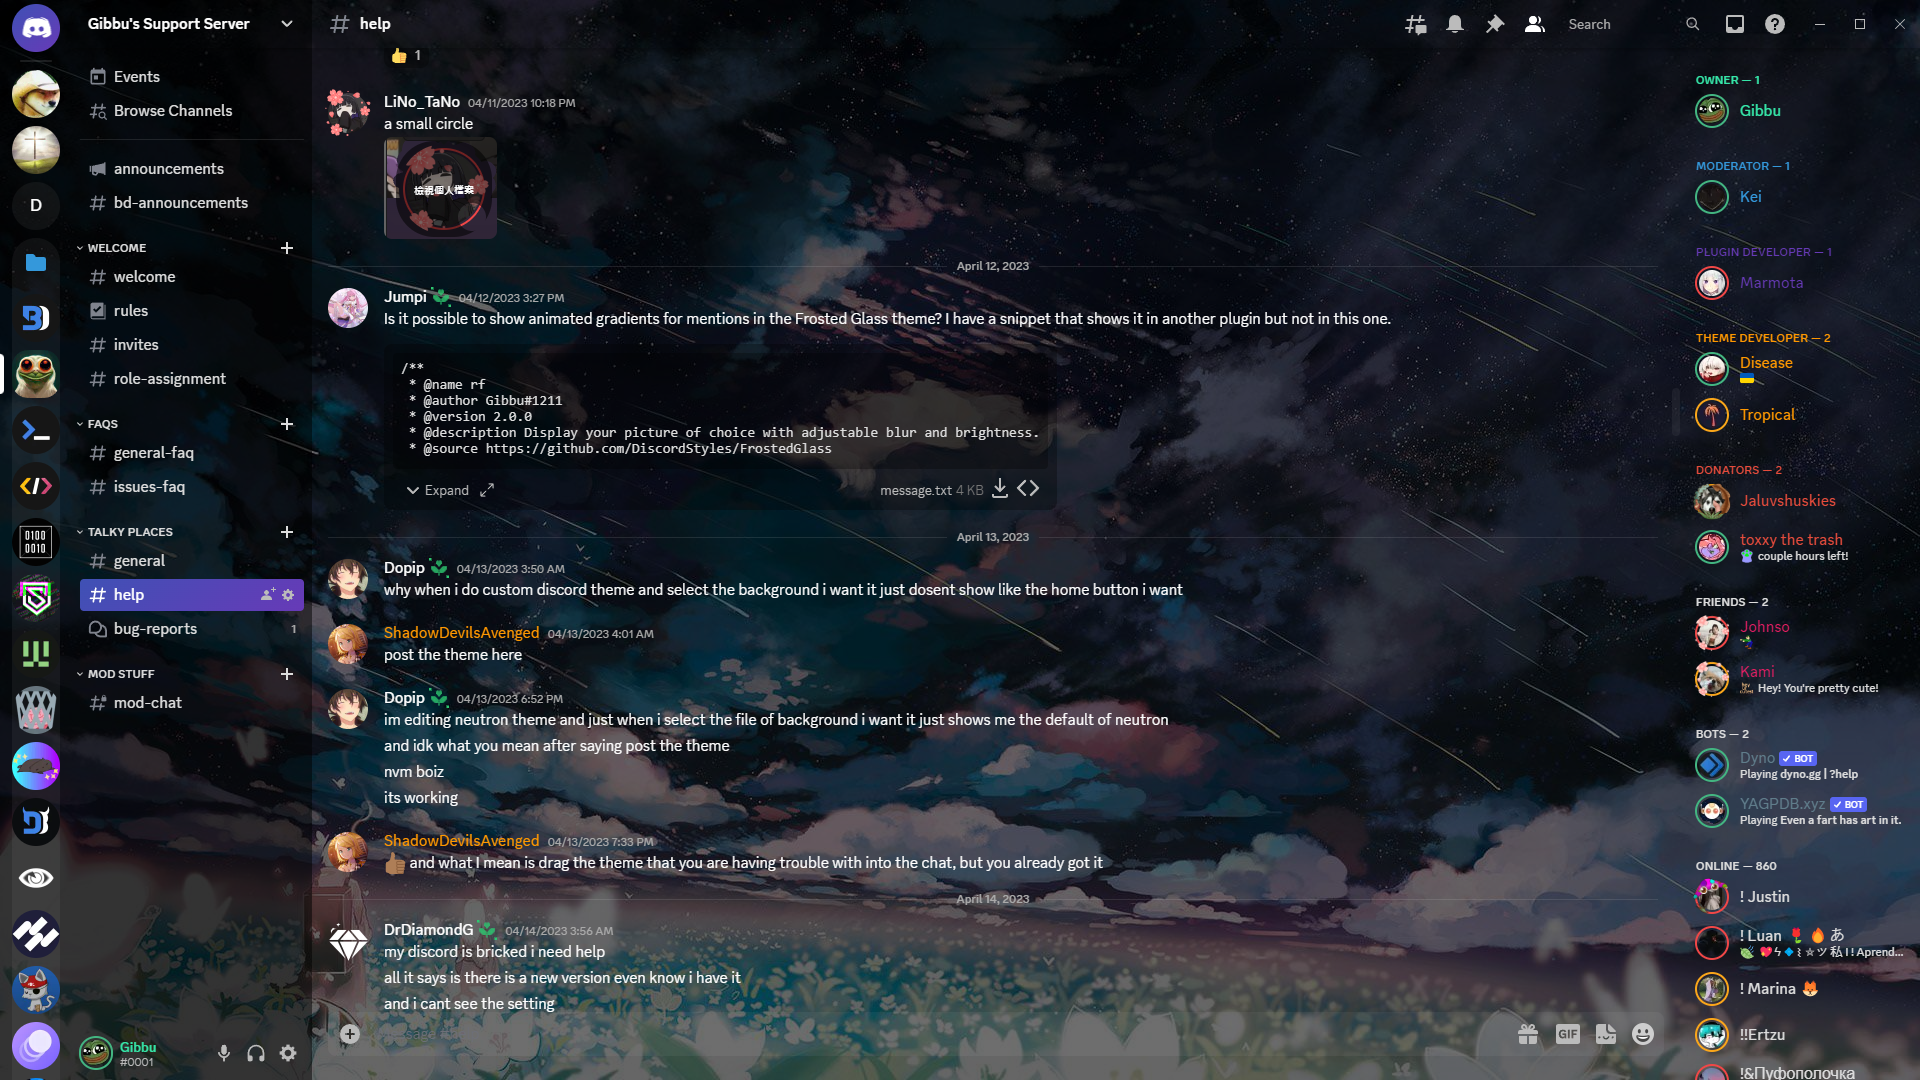 Gibbu's Support Server
Events
Browse Channels
announcements
bd-announcements
WELCOME
welcome
rules
invites
role-assignment
FAQS
general-faq
issues-faq
TALKY PLACES
general
help
bug-reports
1
MOD STUFF
mod-chat
D
0100
0010
Gibbu
#0001
help
Search
1
LiNo_TaNo 04/11/2023 10:18 PM
a small circle
檢視個人檔案
April 12, 2023
Jumpi 04/12/2023 3:27 PM
Is it possible to show animated gradients for mentions in the Frosted Glass theme? I have a snippet that shows it in another plugin but not in this one.
/**
* @name rf
* @author Gibbu#1211
* @version 2.0.0
* @description Display your picture of choice with adjustable blur and brightness.
* @source https://github.com/DiscordStyles/FrostedGlass
Expand
message.txt 4 KB
April 13, 2023
Dopip 04/13/2023 3:50 AM
why when i do custom discord theme and select the background i want it just dosent show like the home button i want
ShadowDevilsAvenged 04/13/2023 4:01 AM
post the theme here
Dopip 04/13/2023 6:52 PM
im editing neutron theme and just when i select the file of background i want it just shows me the default of neutron
and idk what you mean after saying post the theme
nvm boiz
its working
ShadowDevilsAvenged 04/13/2023 7:33 PM
and what I mean is drag the theme that you are having trouble with into the chat, but you already got it
April 14, 2023
DrDiamondG 04/14/2023 3:56 AM
my discord is bricked i need help
all it says is there is a new version even know i have it
and i cant see the setting
GIF
OWNER — 1
Gibbu
MODERATOR — 1
Kei
PLUGIN DEVELOPER — 1
Marmota
THEME DEVELOPER — 2
Disease
Tropical
DONATORS — 2
Jaluvshuskies
toxxy the trash
couple hours left!
FRIENDS — 2
Johnso
Kami
Hey! You're pretty cute!
BOTS — 2
Dyno BOT
Playing dyno.gg | ?help
YAGPDB.xyz BOT
Playing Even a fart has art in it.
ONLINE — 860
! Justin
! Luan 🌷 🔥 あ
私 ! ! Aprend...
! Marina 🦊
!!Ertzu
!&Пуфополочка